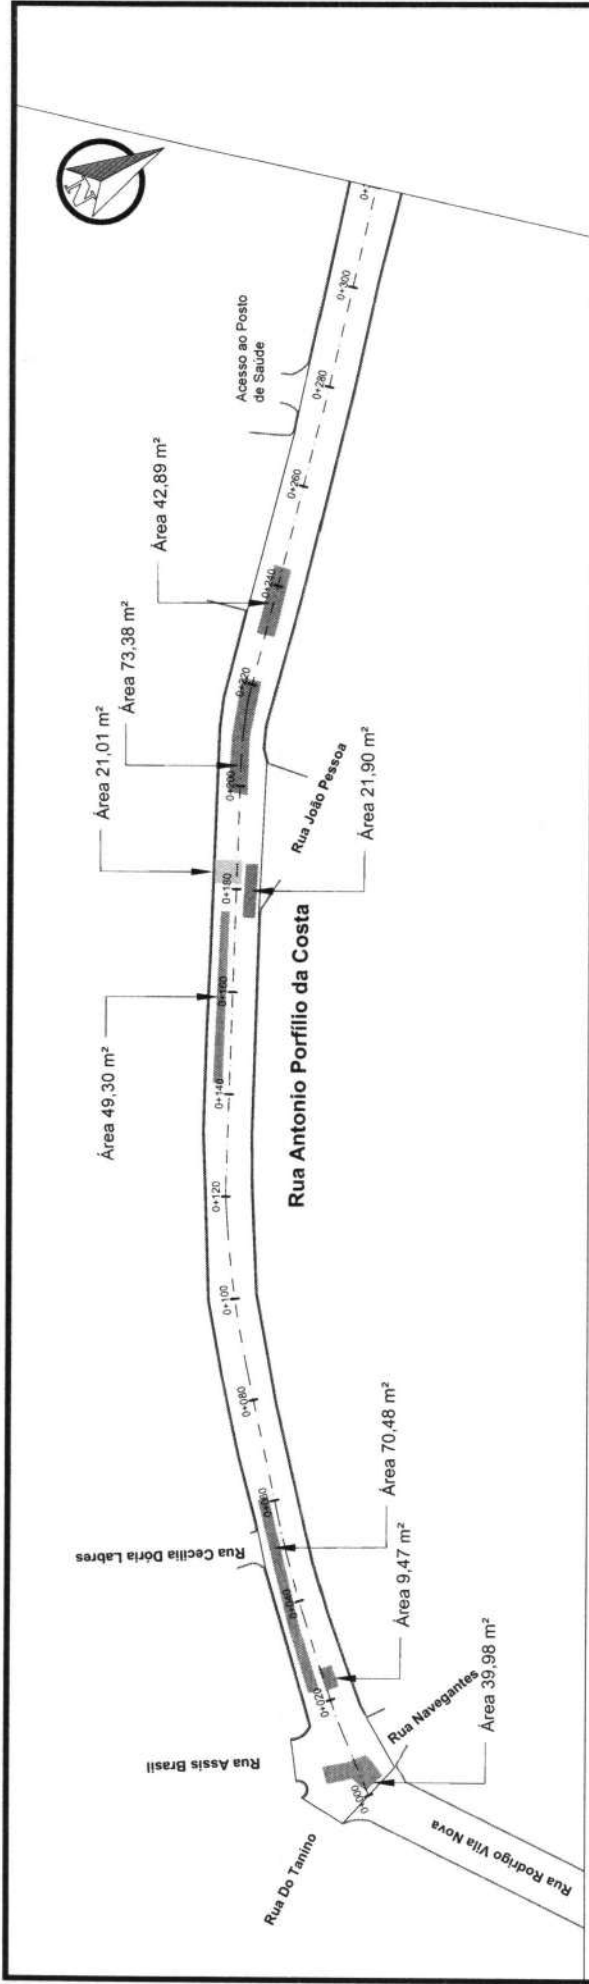 N
Área 42,89 m²
Área 73,38 m²
Área 21,01 m²
Área 49,30 m²
Acesso ao Posto
de Saúde
0+300
0+280
0+260
0+240
0+220
0+200
0+180
0+160
0+140
0+120
0+100
0+080
0+060
0+040
0+020
0+000
Rua João Pessoa
Área 21,90 m²
Rua Antonio Porfílio da Costa
Rua Cecilia Dória Labres
Área 70,48 m²
Área 9,47 m²
Área 39,98 m²
Rua Navegantes
Rua Assis Brasil
Rua Do Tanino
Rua Rodrigo Vila Nova